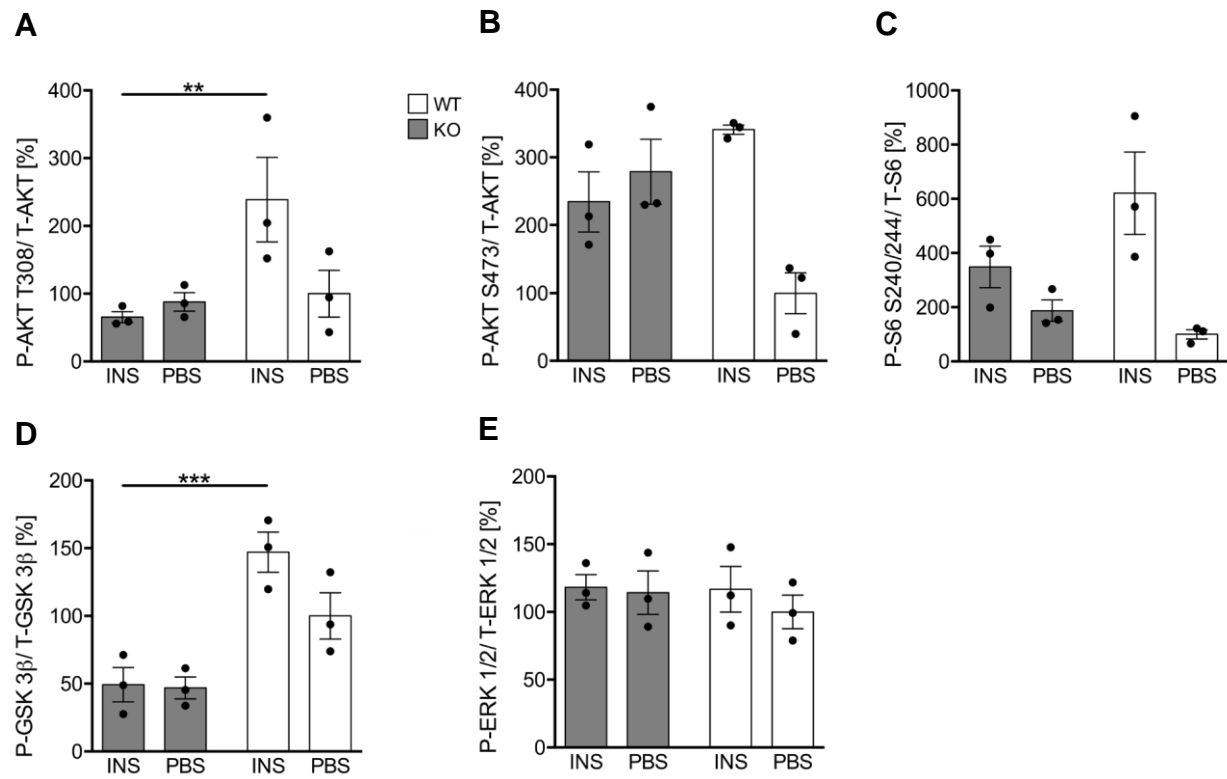 A
P-AKT T308/ T-AKT [%]
400
300
200
100
0
**
INS PBS INS PBS
WT
KO
B
P-AKT S473/ T-AKT [%]
400
300
200
100
0
INS PBS INS PBS
C
P-S6 S240/244/ T-S6 [%]
1000
800
600
400
200
0
INS PBS INS PBS
D
P-GSK 3β/ T-GSK 3β [%]
200
150
100
50
0
***
INS PBS INS PBS
E
P-ERK 1/2/ T-ERK 1/2 [%]
200
150
100
50
0
INS PBS INS PBS